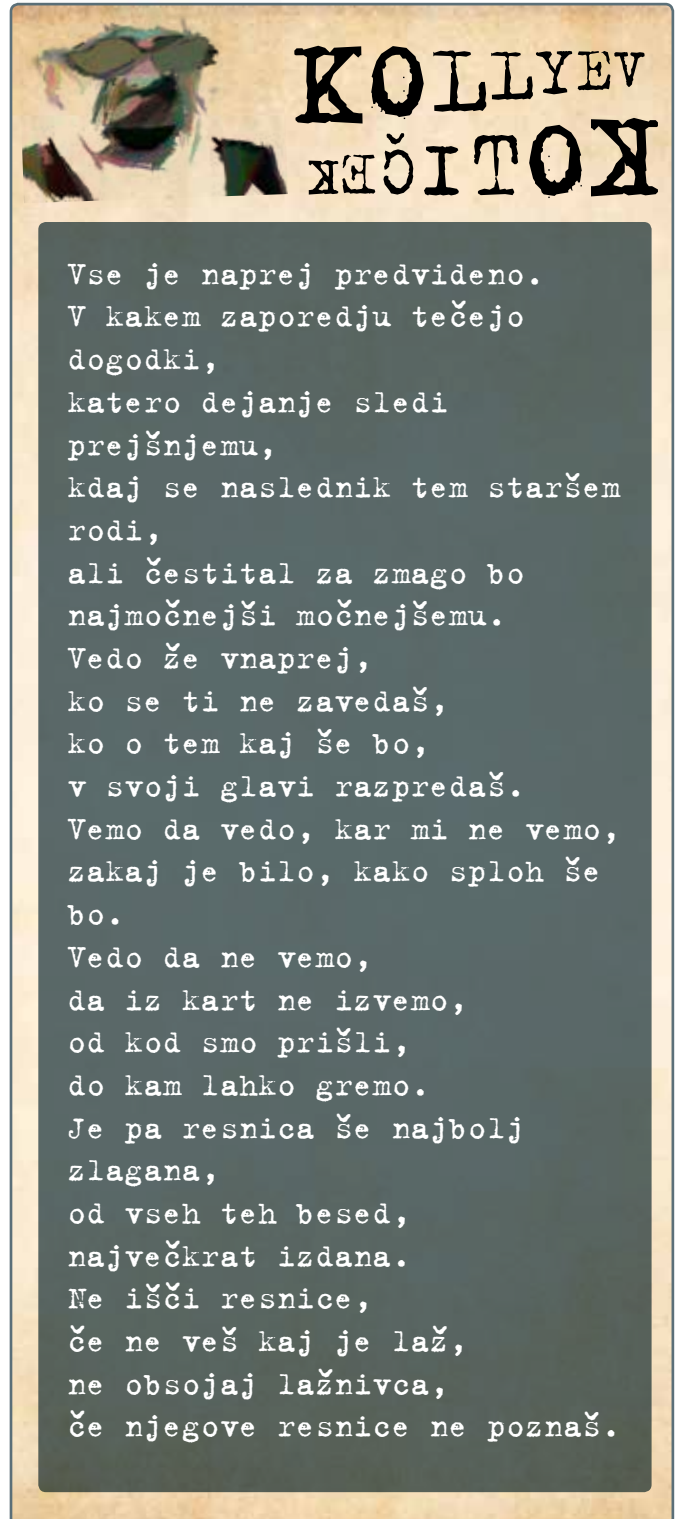 KOLLYEV
KOTIČEK
Vse je naprej predvideno.
V kakem zaporedju tečejo
dogodki,
katero dejanje sledi
prejšnjemu,
kdaj se naslednik tem staršem
rodi,
ali čestital za zmago bo
najmočnejši močnejšemu.
Vedo že vnaprej,
ko se ti ne zavedaš,
ko o tem kaj še bo,
v svoji glavi razpredaš.
Vemo da vedo, kar mi ne vemo,
zakaj je bilo, kako sploh še
bo.
Vedo da ne vemo,
da iz kart ne izvemo,
od kod smo prišli,
do kam lahko gremo.
Je pa resnica še najbolj
zlagana,
od vseh teh besed,
največkrat izdana.
Ne išči resnice,
če ne veš kaj je laž,
ne obsojaj lažnivca,
če njegove resnice ne poznaš.